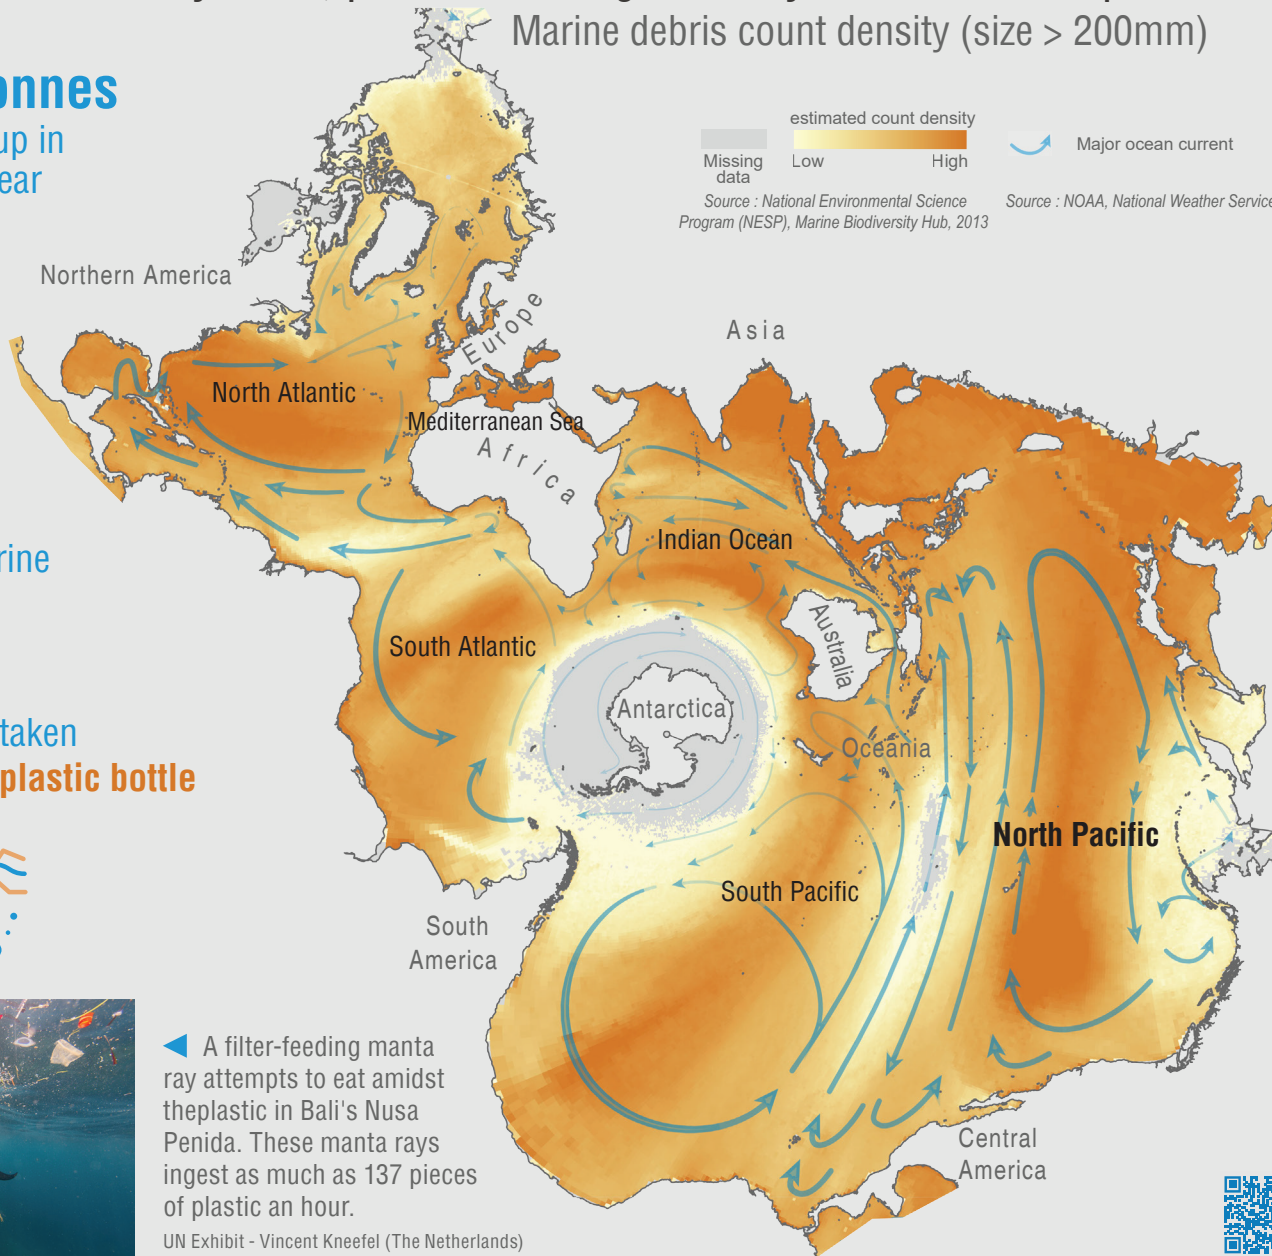 Marine debris count density (size > 200mm)
onnes
up in
ear
estimated count density
Missing
data
Low
High
Major ocean current
Source : National Environmental Science
Program (NESP), Marine Biodiversity Hub, 2013
Source : NOAA, National Weather Service
Northern America
Europe
Asia
North Atlantic
Mediterranean Sea
Africa
Indian Ocean
rine
South Atlantic
Australia
Antarctica
taken
Oceania
plastic bottle
North Pacific
South Pacific
South
America
A filter-feeding manta
ray attempts to eat amidst
theplastic in Bali's Nusa
Penida. These manta rays
ingest as much as 137 pieces
of plastic an hour.
UN Exhibit - Vincent Kneefel (The Netherlands)
Central
America